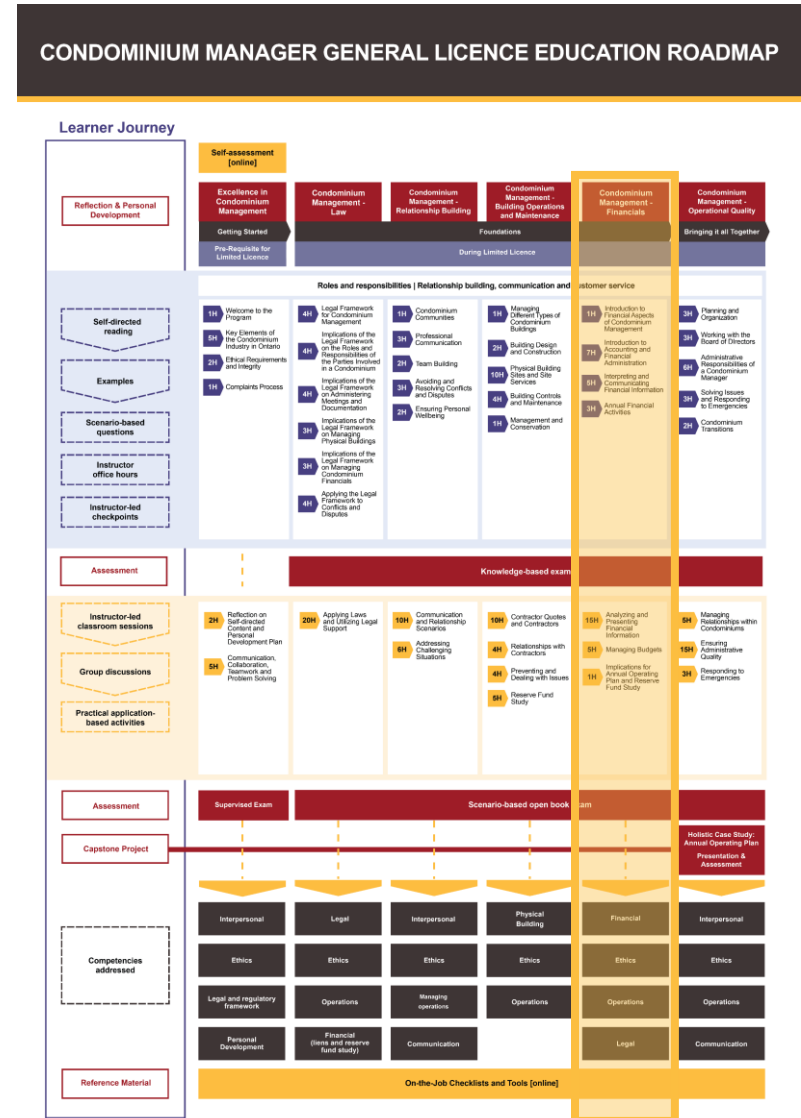 CONDOMINIUM MANAGER GENERAL LICENCE EDUCATION ROADMAP
Learner Journey
Self-assessment
[online]
Reflection & Personal
Development
Excellence in
Condominium
Management
Condominium
Management -
Law
Condominium
Management -
Relationship Building
Condominium
Management -
Building Operations
and Maintenance
Condominium
Management -
Financials
Condominium
Management -
Operational Quality
Getting Started
Foundations
Bringing it all Together
Pre-Requisite for
Limited Licence
During Limited Licence
Roles and responsibilities | Relationship building, communication and customer service
Self-directed
reading
Examples
Scenario-based
questions
Instructor
office hours
Instructor-led
checkpoints
1H Welcome to the
Program
5H Key Elements of
the Condominium
Industry in Ontario
2H Ethical Requirements
and Integrity
1H Complaints Process
4H Legal Framework
for Condominium
Management
4H Implications of the
Legal Framework
on the Roles and
Responsibilities of
the Parties Involved
in a Condominium
4H Implications of the
Legal Framework
on Administering
Meetings and
Documentation
3H Implications of the
Legal Framework
on Managing
Physical Buildings
3H Implications of the
Legal Framework
on Managing
Condominium
Financials
4H Applying the Legal
Framework to
Conflicts and
Disputes
1H Condominium
Communities
3H Professional
Communication
2H Team Building
3H Avoiding and
Resolving Conflicts
and Disputes
2H Ensuring Personal
Wellbeing
1H Managing
Different Types of
Condominium
Buildings
2H Building Design
and Construction
10H Physical Building
Sites and Site
Services
4H Building Controls
and Maintenance
1H Management and
Conservation
1H Introduction to
Financial Aspects
of Condominium
Management
7H Introduction to
Accounting and
Financial
Administration
5H Interpreting and
Communicating
Financial Information
3H Annual Financial
Activities
3H Planning and
Organization
3H Working with the
Board of Directors
6H Administrative
Responsibilities of
a Condominium
Manager
3H Solving Issues
and Responding
to Emergencies
2H Condominium
Transitions
Assessment
Knowledge-based exam
Instructor-led
classroom sessions
Group discussions
Practical application-
based activities
2H Reflection on
Self-directed
Content and
Personal
Development Plan
5H Communication,
Collaboration,
Teamwork and
Problem Solving
20H Applying Laws
and Utilizing Legal
Support
10H Communication
and Relationship
Scenarios
6H Addressing
Challenging
Situations
10H Contractor Quotes
and Contractors
4H Relationships with
Contractors
4H Preventing and
Dealing with Issues
5H Reserve Fund
Study
15H Analyzing and
Presenting
Financial
Information
5H Managing Budgets
1H Implications for
Annual Operating
Plan and Reserve
Fund Study
5H Managing
Relationships within
Condominiums
15H Ensuring
Administrative
Quality
3H Responding to
Emergencies
Assessment
Supervised Exam
Scenario-based open book exam
Capstone Project
Holistic Case Study:
Annual Operating Plan
Presentation &
Assessment
Competencies
addressed
Interpersonal
Legal
Interpersonal
Physical
Building
Financial
Interpersonal
Ethics
Ethics
Ethics
Ethics
Ethics
Ethics
Legal and regulatory
framework
Operations
Managing
operations
Operations
Operations
Operations
Personal
Development
Financial
(liens and reserve
fund study)
Communication
Legal
Communication
Reference Material
On-the-Job Checklists and Tools [online]